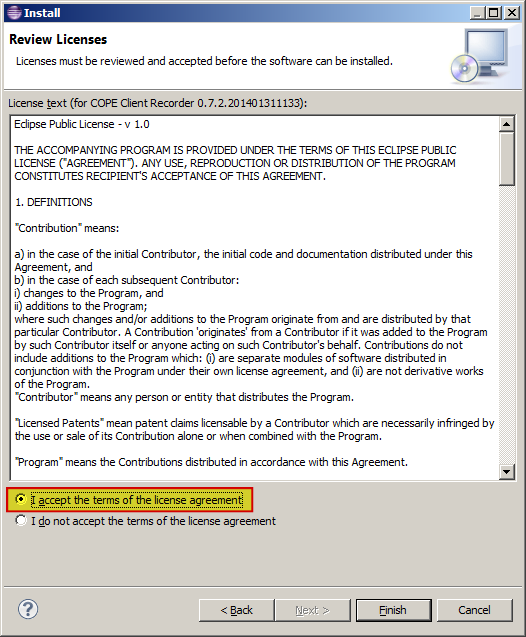 Install
Review Licenses
Licenses must be reviewed and accepted before the software can be installed.
License text (for COPE Client Recorder 0.7.2.201401311133):
Eclipse Public License - v 1.0
THE ACCOMPANYING PROGRAM IS PROVIDED UNDER THE TERMS OF THIS ECLIPSE PUBLIC
LICENSE ("AGREEMENT"). ANY USE, REPRODUCTION OR DISTRIBUTION OF THE PROGRAM
CONSTITUTES RECIPIENT'S ACCEPTANCE OF THIS AGREEMENT.
1. DEFINITIONS
"Contribution" means:
a) in the case of the initial Contributor, the initial code and documentation distributed under this
Agreement, and
b) in the case of each subsequent Contributor:
i) changes to the Program, and
ii) additions to the Program;
where such changes and/or additions to the Program originate from and are distributed by that
particular Contributor. A Contribution 'originates' from a Contributor if it was added to the Program
by such Contributor itself or anyone acting on such Contributor's behalf. Contributions do not
include additions to the Program which: (i) are separate modules of software distributed in
conjunction with the Program under their own license agreement, and (ii) are not derivative works
of the Program.
"Contributor" means any person or entity that distributes the Program.
"Licensed Patents" mean patent claims licensable by a Contributor which are necessarily infringed by
the use or sale of its Contribution alone or when combined with the Program.
"Program" means the Contributions distributed in accordance with this Agreement.
I accept the terms of the license agreement
I do not accept the terms of the license agreement
? < Back Next > Finish Cancel